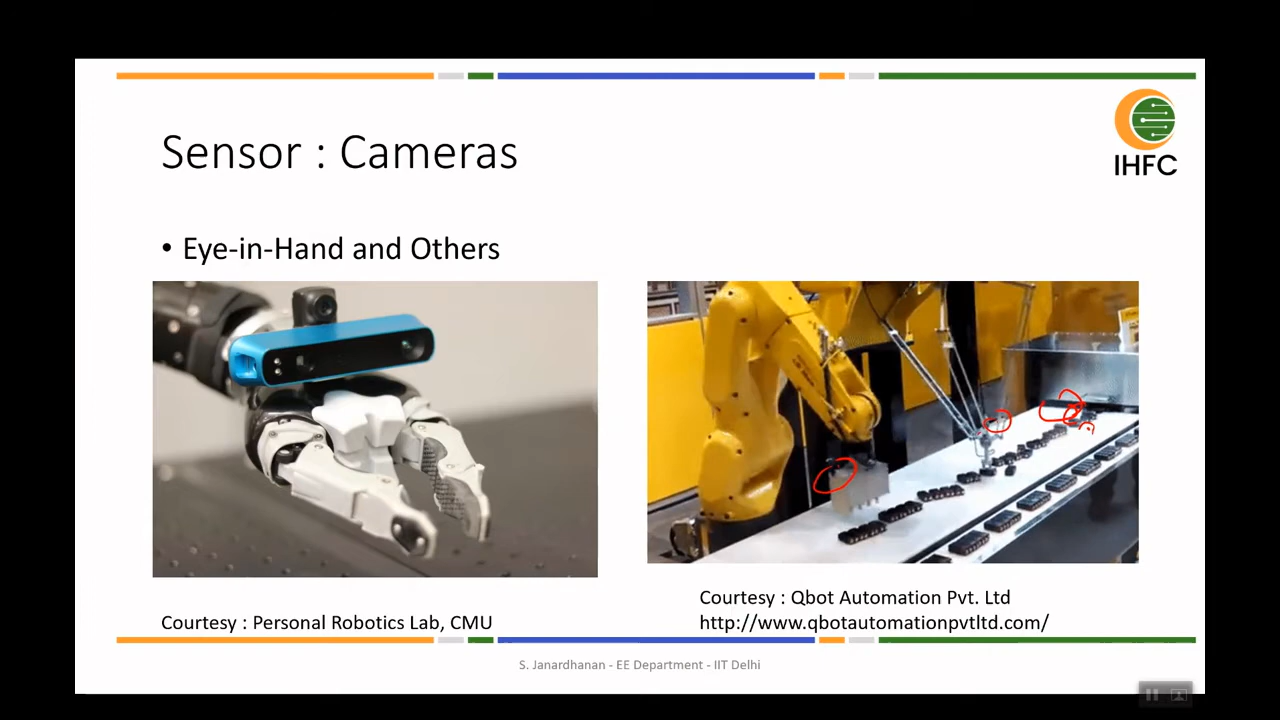 IHFC
Sensor : Cameras
• Eye-in-Hand and Others
Courtesy : Personal Robotics Lab, CMU
Courtesy : Qbot Automation Pvt. Ltd
http://www.qbotautomationpvtltd.com/
S. Janardhanan - EE Department - IIT Delhi